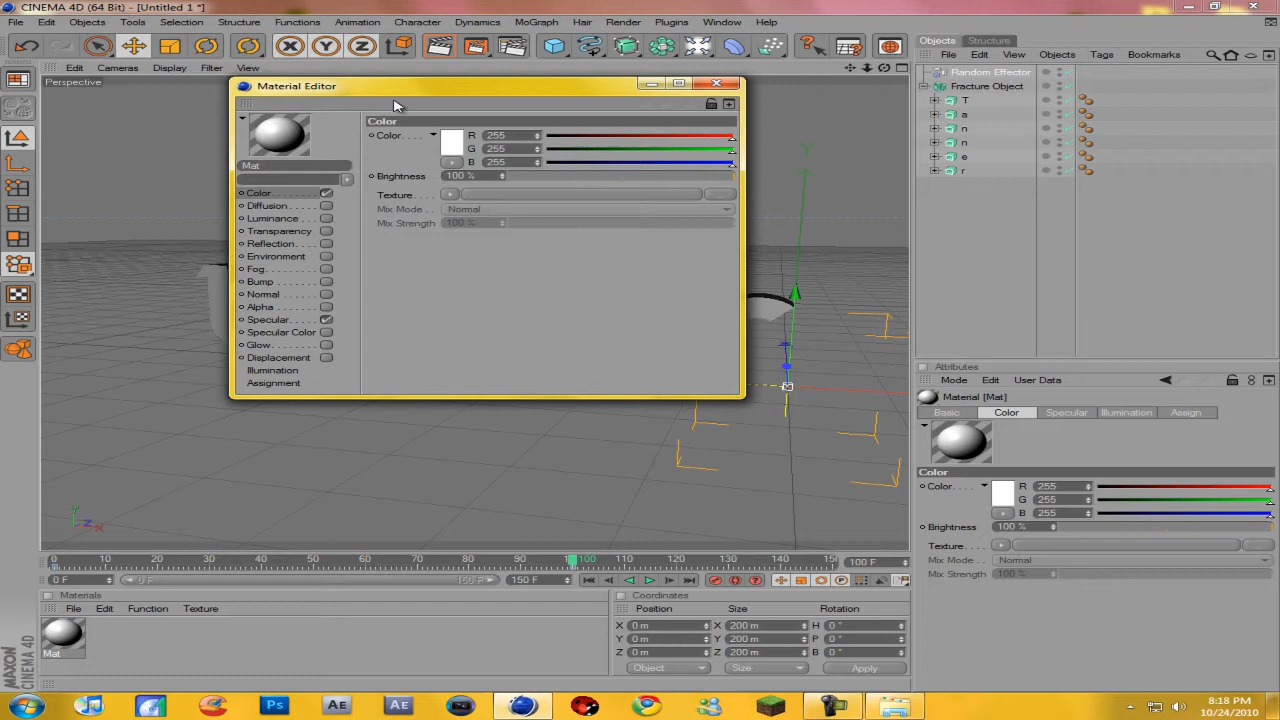 CINEMA 4D (64 Bit) - [Untitled 1 *]
File Edit Objects Tools Selection Structure Functions Animation Character Dynamics MoGraph Hair Render Plugins Window Help
Objects Structure
File Edit View Objects Tags Bookmarks
Random Effector
Fracture Object
T
a
n
n
e
r
Edit Cameras Display Filter View
Perspective
Material Editor
Mat
Color
Diffusion
Luminance
Transparency
Reflection
Environment
Fog
Bump
Normal
Alpha
Specular
Specular Color
Glow
Displacement
Illumination
Assignment
Color
Color R 255
G 255
B 255
Brightness 100 %
Texture
Mix Mode Normal
Mix Strength 100 %
Y
Y Z X
Attributes
Mode Edit User Data
Material [Mat]
Basic Color Specular Illumination Assign
Color
Color R 255
G 255
B 255
Brightness 100 %
Texture
Mix Mode Normal
Mix Strength 100 %
0 10 20 30 40 50 60 70 80 90 100 110 120 130 140 150 100 F
0 F 0 F 150 F 150 F
Materials
File Edit Function Texture
Mat
Coordinates
Position Size Rotation
X 0 m X 200 m H 0 °
Y 0 m Y 200 m P 0 °
Z 0 m Z 200 m B 0 °
Object Size Apply
MAXON
CINEMA 4D
Ps Ae Ae
8:18 PM
10/24/2010